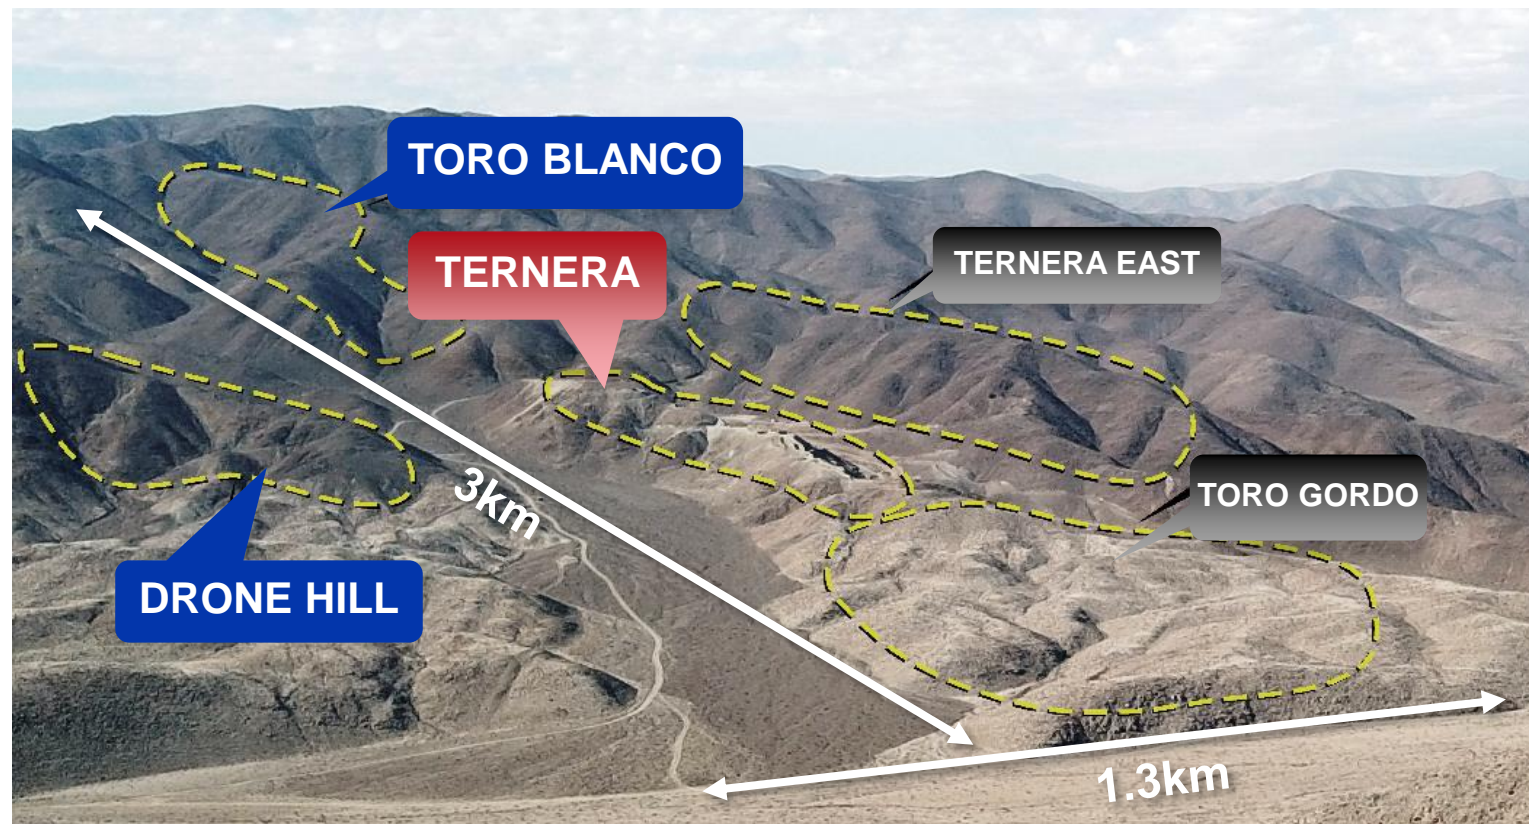 TORO BLANCO
TERNERA
TERNERA EAST
TORO GORDO
3km
DRONE HILL
1.3km